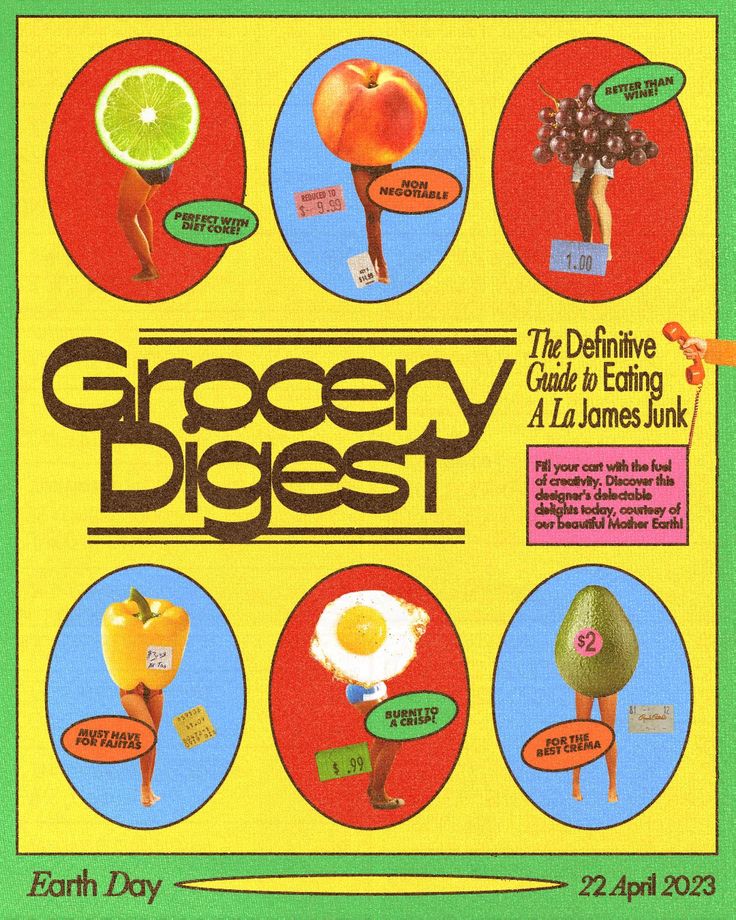 PERFECT WITH
DIET COKE!
REDUCED TO
$ 9.99
NON
NEGOTIABLE
BETTER THAN
WINE!
1.00
Grocery
Digest
The Definitive
Guide to Eating
A La James Junk
Fill your cart with the fuel
of creativity. Discover this
designer's delectable
delights today, courtesy of
our beautiful Mother Earth!
MUST HAVE
FOR FAJITAS
BURNT TO
A CRISP!
$ .99
$2
FOR THE
BEST CREMA
Earth Day
22 April 2023